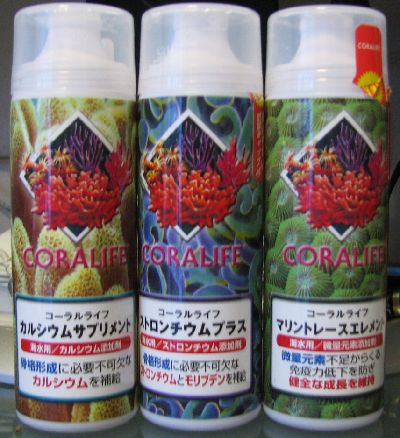 CORALIFE
コーラルライフ
カルシウムサプリメント
海水用/カルシウム添加剤
骨格形成に必要不可欠な
カルシウムを補給
CORALIFE
コーラルライフ
ストロンチウムプラス
海水用/ストロンチウム添加剤
骨格形成に必要不可欠な
ストロンチウムとモリブデンを補給
CORALIFE
CORALIFE
コーラルライフ
マリントレースエレメント
海水用/微量元素添加剤
微量元素不足からくる
免疫力低下を防ぎ
健全な成長を維持